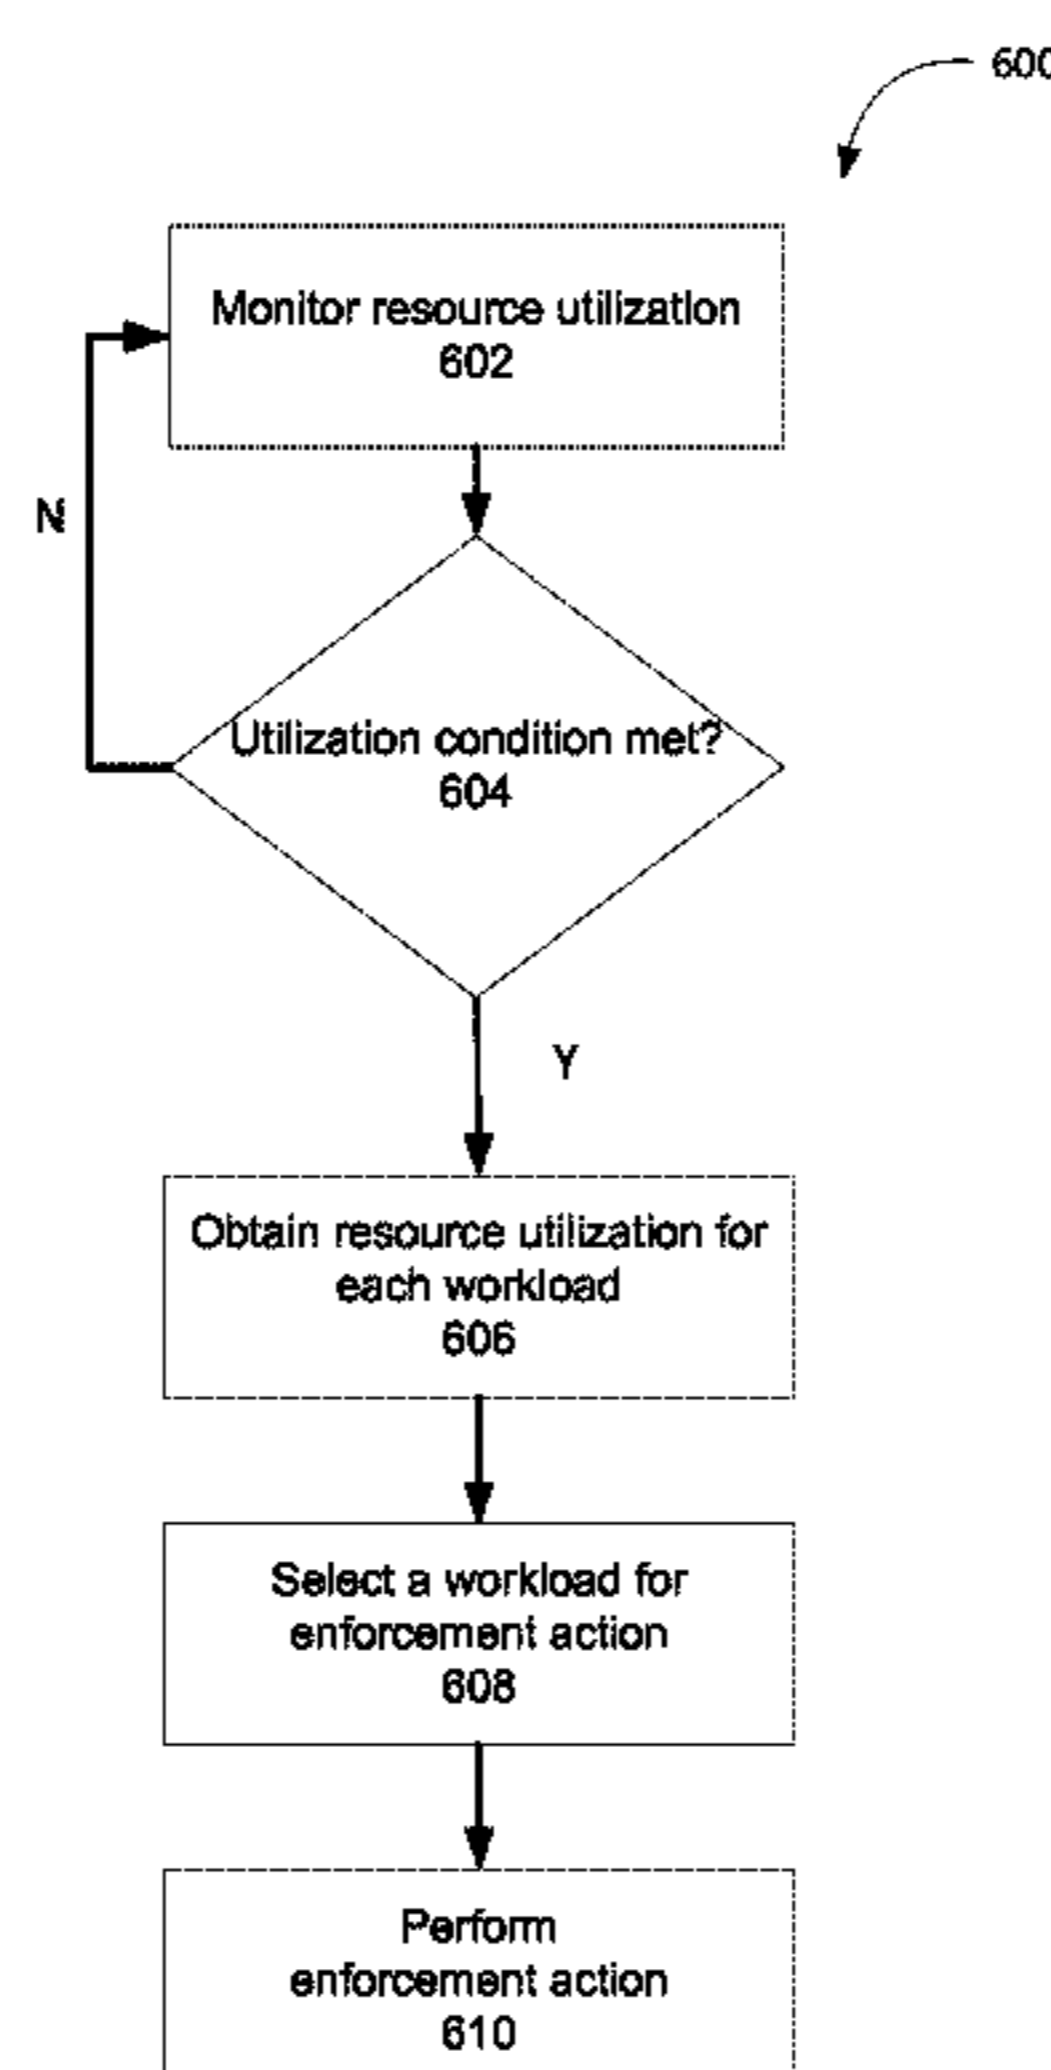 600
Monitor resource utilization
602
N
Utilization condition met?
604
Y
Obtain resource utilization for
each workload
606
Select a workload for
enforcement action
608
Perform
enforcement action
610